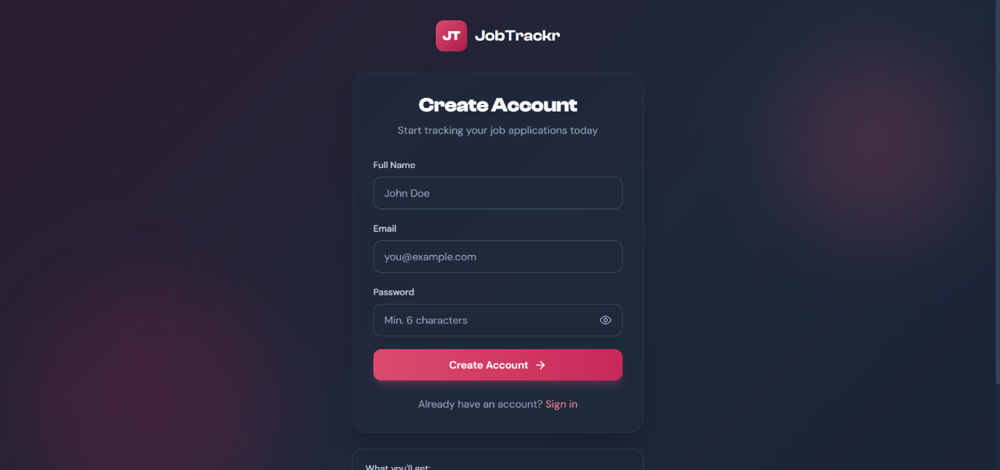 JT JobTrackr
Create Account
Start tracking your job applications today
Full Name
John Doe
Email
you@example.com
Password
Min. 6 characters
Create Account →
Already have an account? Sign in
What you'll get: